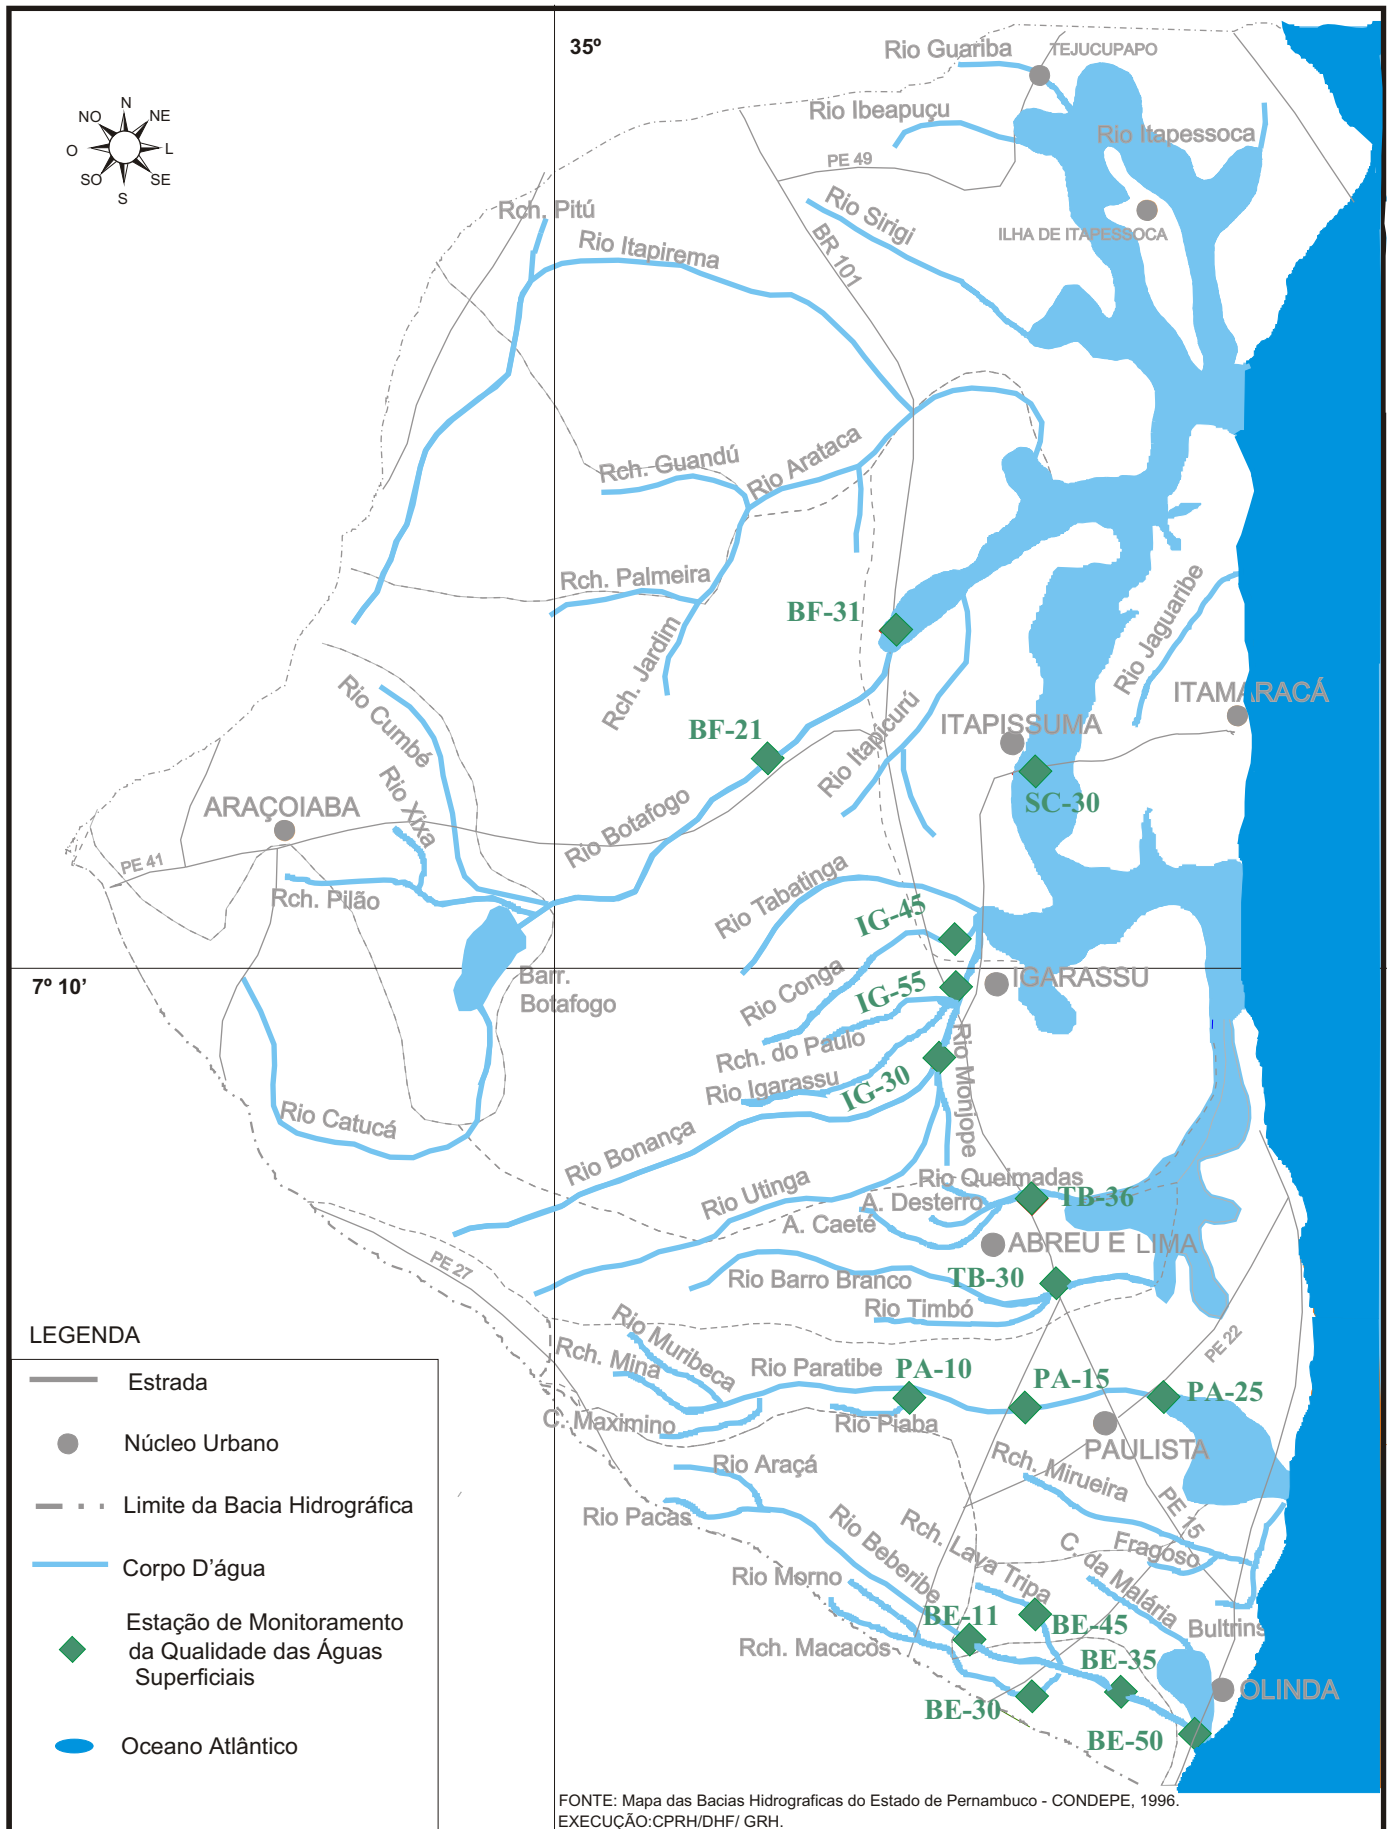 35º
Rio Guariba
TEJUCUPAPO
N
NO
NE
O
L
SO
SE
S
Rio Ibeapuçu
Rio Itapessoca
PE 49
Rch. Pitú
Rio Sirigi
ILHA DE ITAPESSOCA
Rio Itapirema
BR 101
Rch. Guandú
Rio Arataca
Rch. Palmeira
BF-31
Rch. Jardim
Rio Jaguaribe
Rio Cumbé
ITAMARACÁ
BF-21
ITAPISSUMA
Rio Itapicurú
Rio Xixa
ARAÇOIABA
SC-30
Rio Botafogo
PE 41
Rch. Pilão
Rio Tabatinga
IG-45
7º 10’
Barr.
Botafogo
Rio Conga
IG-55
IGARASSU
Rch. do Paulo
Rio Monjope
Rio Igarassu
IG-30
Rio Catucá
Rio Bonança
Rio Queimadas
Rio Utinga
A. Desterro
TB-36
A. Caeté
ABREU E LIMA
PE 27
Rio Barro Branco
TB-30
Rio Timbó
LEGENDA
Rio Muribeca
Rch. Mina
Rio Paratibe
PA-10
PA-15
PE 22
PA-25
Estrada
C. Maximino
Rio Piaba
Núcleo Urbano
PAULISTA
Rio Araçá
Rch. Mirueira
Limite da Bacia Hidrográfica
Rio Pacas
PE 15
Rio Beberibe
Rch. Lava Tripa
Fragoso
Corpo D’água
Rio Morno
C. da Malária
Estação de Monitoramento
da Qualidade das Águas
Superficiais
BE-11
BE-45
Bultrins
Rch. Macacos
BE-35
OLINDA
BE-30
BE-50
Oceano Atlântico
FONTE: Mapa das Bacias Hidrograficas do Estado de Pernambuco - CONDEPE, 1996.
EXECUÇÃO:CPRH/DHF/ GRH.